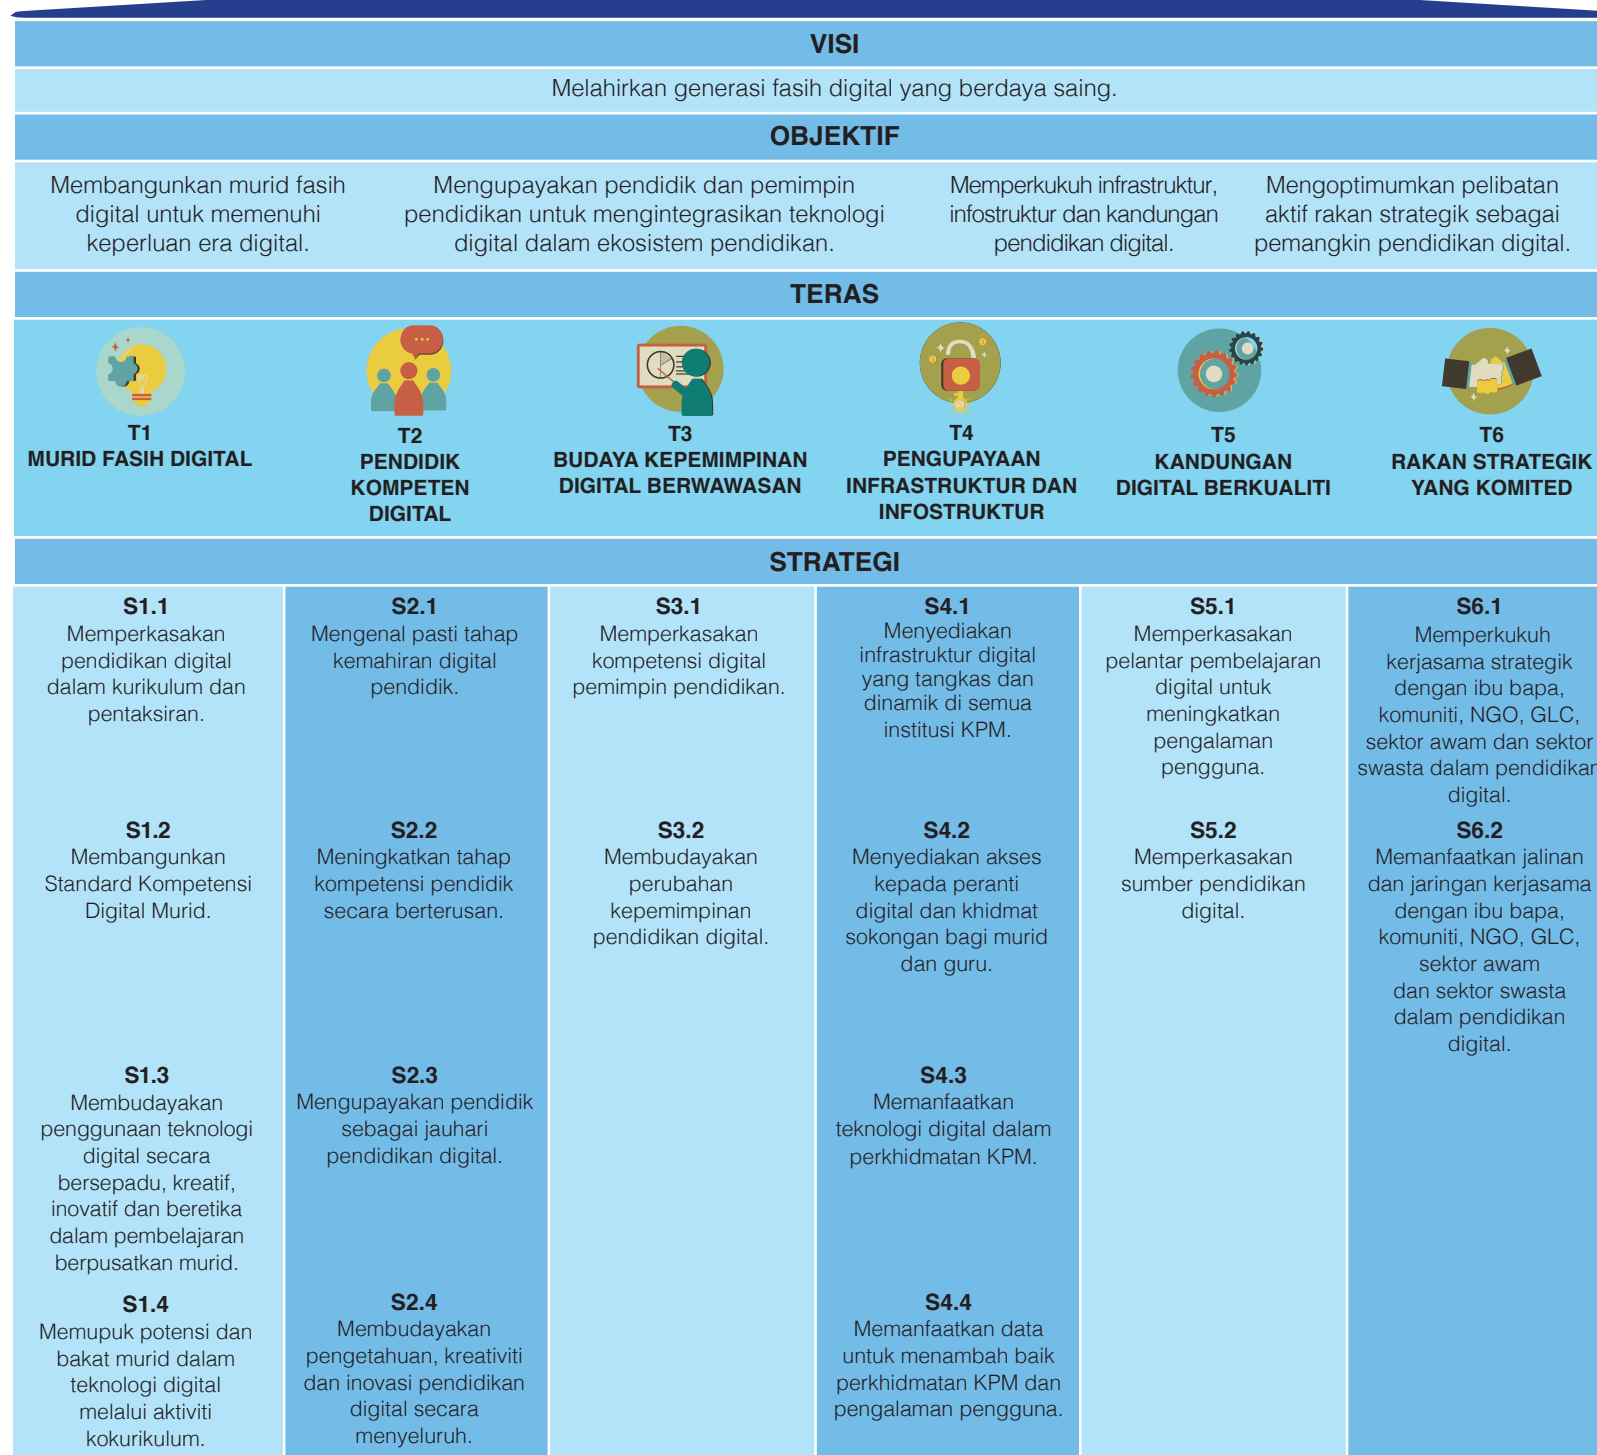 VISI
Melahirkan generasi fasih digital yang berdaya saing.
OBJEKTIF
Membangunkan murid fasih
digital untuk memenuhi
keperluan era digital.
Mengupayakan pendidik dan pemimpin
pendidikan untuk mengintegrasikan teknologi
digital dalam ekosistem pendidikan.
Memperkukuh infrastruktur,
infostruktur dan kandungan
pendidikan digital.
Mengoptimumkan pelibatan
aktif rakan strategik sebagai
pemangkin pendidikan digital.
TERAS
T1
MURID FASIH DIGITAL
T2
PENDIDIK
KOMPETEN
DIGITAL
T3
BUDAYA KEPEMIMPINAN
DIGITAL BERWAWASAN
T4
PENGUPAYAAN
INFRASTRUKTUR DAN
INFOSTRUKTUR
T5
KANDUNGAN
DIGITAL BERKUALITI
T6
RAKAN STRATEGIK
YANG KOMITED
STRATEGI
S1.1
Memperkasakan
pendidikan digital
dalam kurikulum dan
pentaksiran.
S1.2
Membangunkan
Standard Kompetensi
Digital Murid.
S1.3
Membudayakan
penggunaan teknologi
digital secara
bersepadu, kreatif,
inovatif dan beretika
dalam pembelajaran
berpusatkan murid.
S1.4
Memupuk potensi dan
bakat murid dalam
teknologi digital
melalui aktiviti
kokurikulum.
S2.1
Mengenal pasti tahap
kemahiran digital
pendidik.
S2.2
Meningkatkan tahap
kompetensi pendidik
secara berterusan.
S2.3
Mengupayakan pendidik
sebagai jauhari
pendidikan digital.
S2.4
Membudayakan
pengetahuan, kreativiti
dan inovasi pendidikan
digital secara
menyeluruh.
S3.1
Memperkasakan
kompetensi digital
pemimpin pendidikan.
S3.2
Membudayakan
perubahan
kepemimpinan
pendidikan digital.
S4.1
Menyediakan
infrastruktur digital
yang tangkas dan
dinamik di semua
institusi KPM.
S4.2
Menyediakan akses
kepada peranti
digital dan khidmat
sokongan bagi murid
dan guru.
S4.3
Memanfaatkan
teknologi digital dalam
perkhidmatan KPM.
S4.4
Memanfaatkan data
untuk menambah baik
perkhidmatan KPM dan
pengalaman pengguna.
S5.1
Memperkasakan
pelantar pembelajaran
digital untuk
meningkatkan
pengalaman
pengguna.
S5.2
Memperkasakan
sumber pendidikan
digital.
S6.1
Memperkukuh
kerjasama strategik
dengan ibu bapa,
komuniti, NGO, GLC,
sektor awam dan sektor
swasta dalam pendidikan
digital.
S6.2
Memanfaatkan jalinan
dan jaringan kerjasama
dengan ibu bapa,
komuniti, NGO, GLC,
sektor awam
dan sektor swasta
dalam pendidikan
digital.